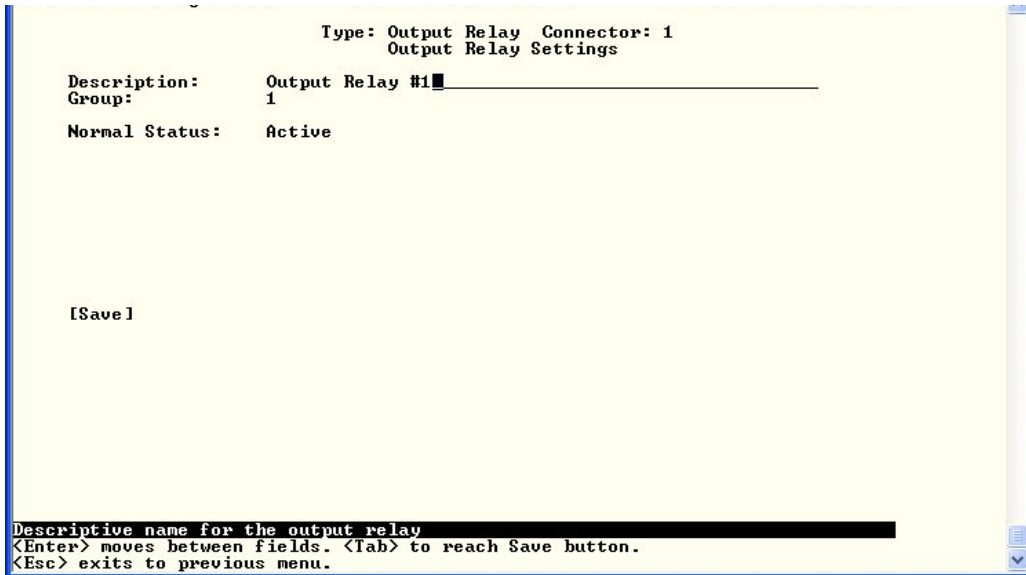 Type: Output Relay  Connector: 1
Output Relay Settings
Description: Output Relay #1
Group: 1
Normal Status: Active
[Save]
Descriptive name for the output relay
<Enter> moves between fields. <Tab> to reach Save button.
<Esc> exits to previous menu.